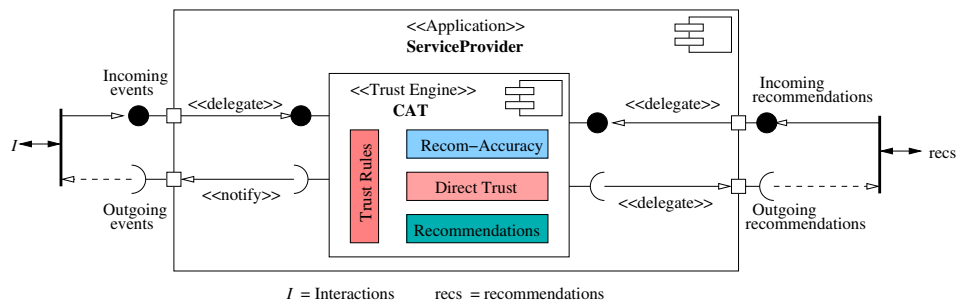 <<Application>>
ServiceProvider
Incoming
events
<<delegate>>
<<Trust Engine>>
CAT
<<delegate>>
Incoming
recommendations
I
Trust Rules
Recom−Accuracy
Direct Trust
Recommendations
recs
Outgoing
events
<<notify>>
<<delegate>>
Outgoing
recommendations
I = Interactions recs = recommendations